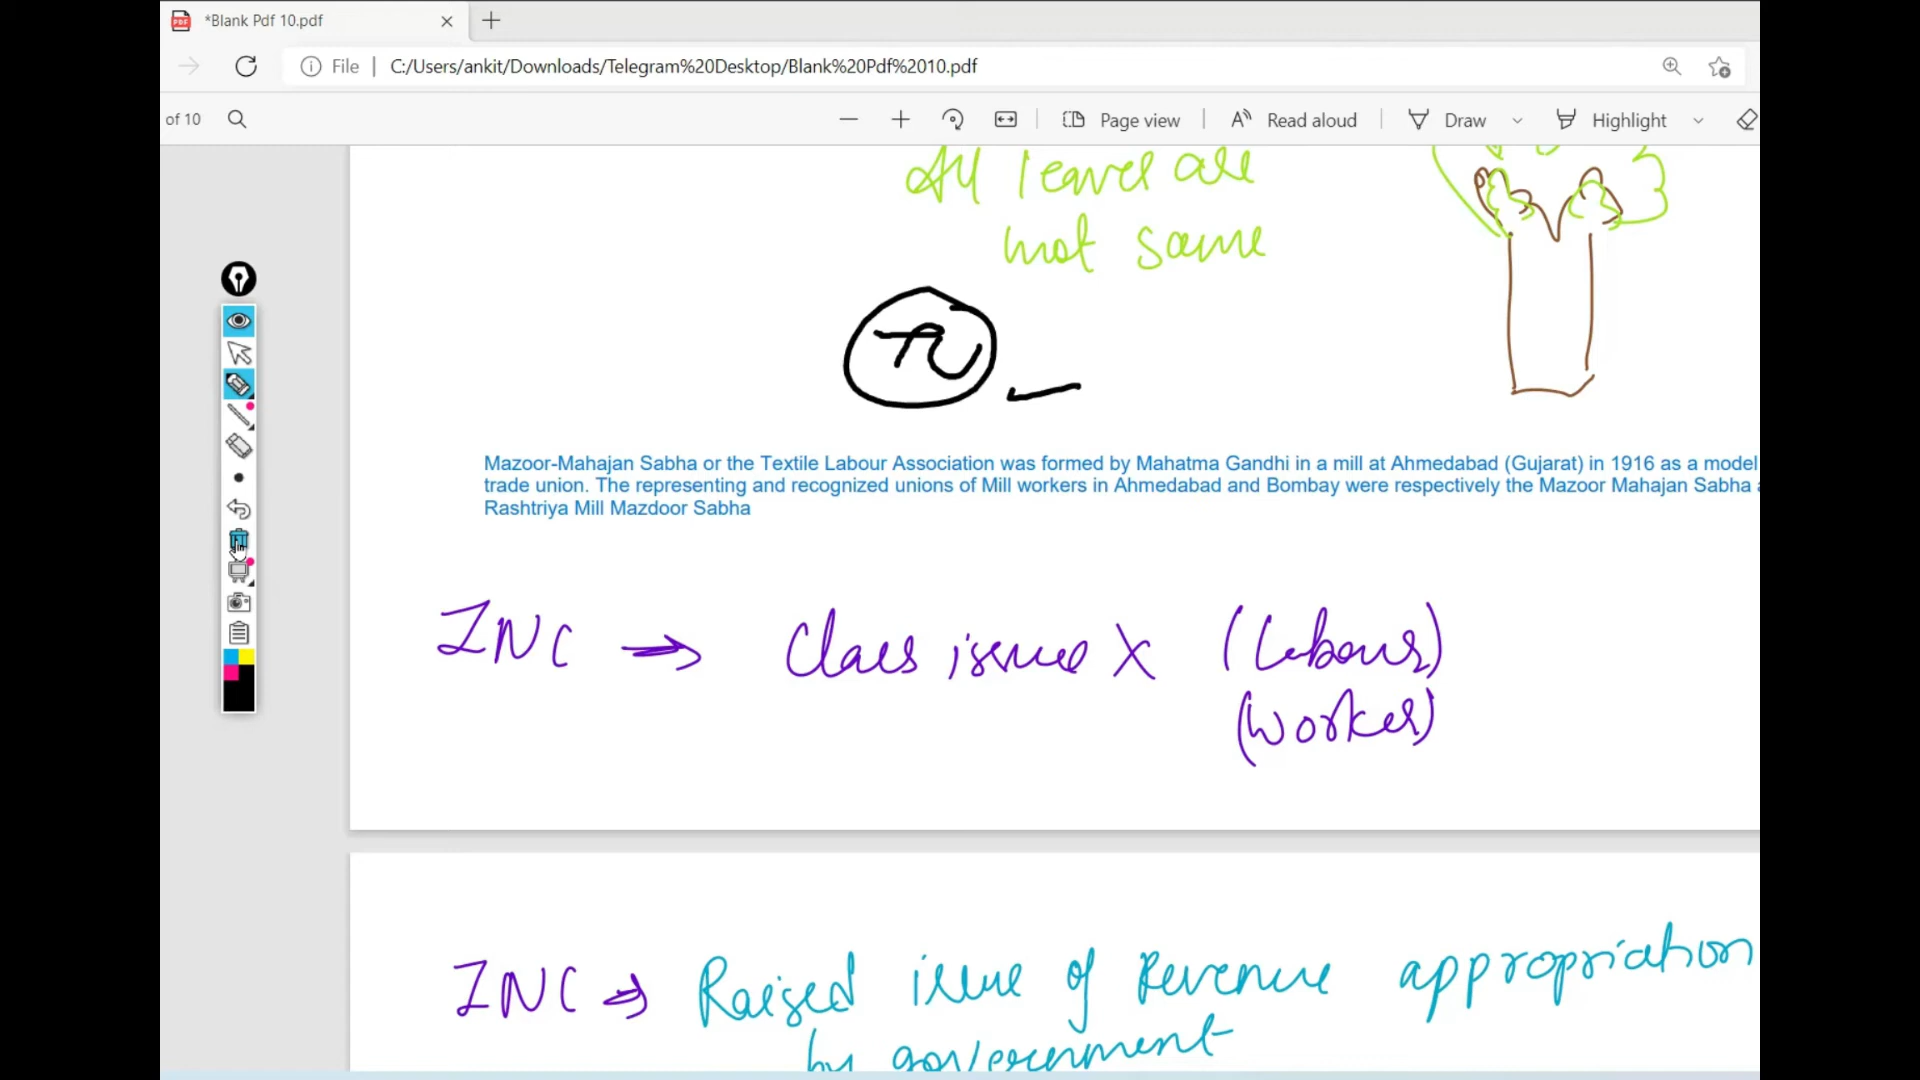 *Blank Pdf 10.pdf
File | C:/Users/ankit/Downloads/Telegram%20Desktop/Blank%20Pdf%2010.pdf
of 10
Page view
Read aloud
Draw
Highlight
All leaves are
not same
Mazoor-Mahajan Sabha or the Textile Labour Association was formed by Mahatma Gandhi in a mill at Ahmedabad (Gujarat) in 1916 as a model
trade union. The representing and recognized unions of Mill workers in Ahmedabad and Bombay were respectively the Mazoor Mahajan Sabha
Rashtriya Mill Mazdoor Sabha
INC → Class issue X (Labour)
(Worker)
INC → Raised issue of Revenue appropriation
by government